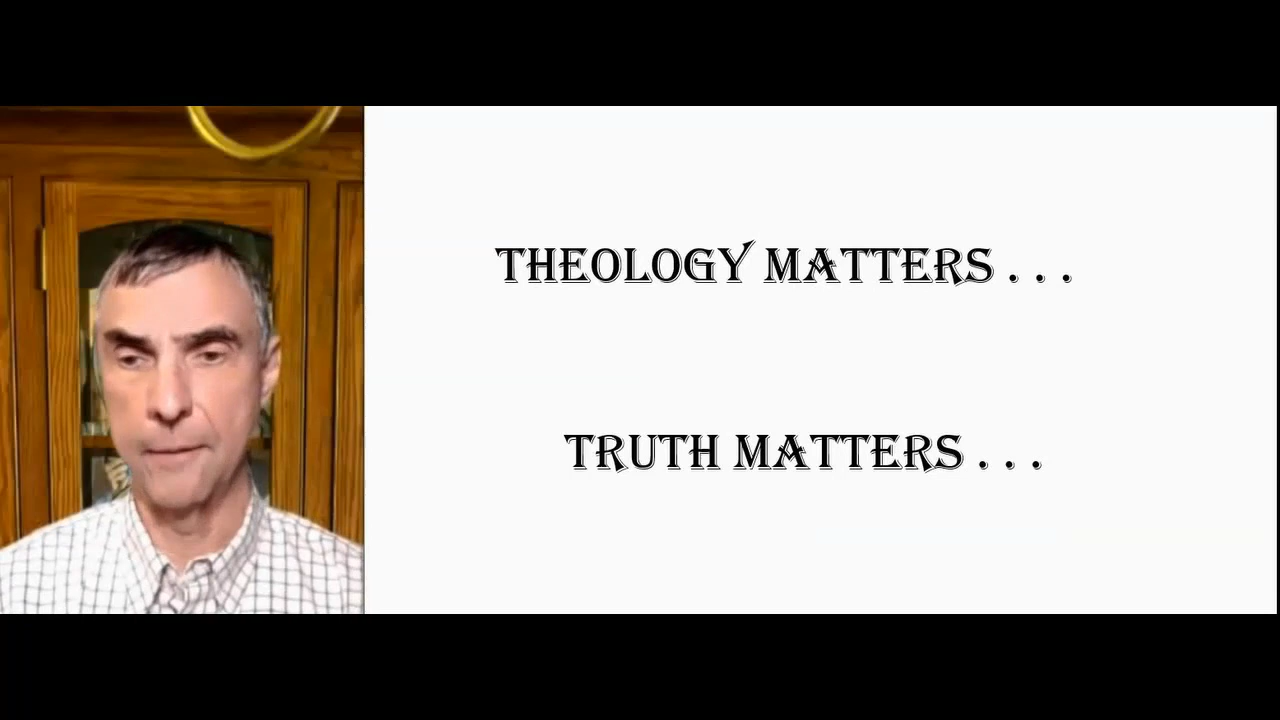 THEOLOGY MATTERS . . .
TRUTH MATTERS . . .